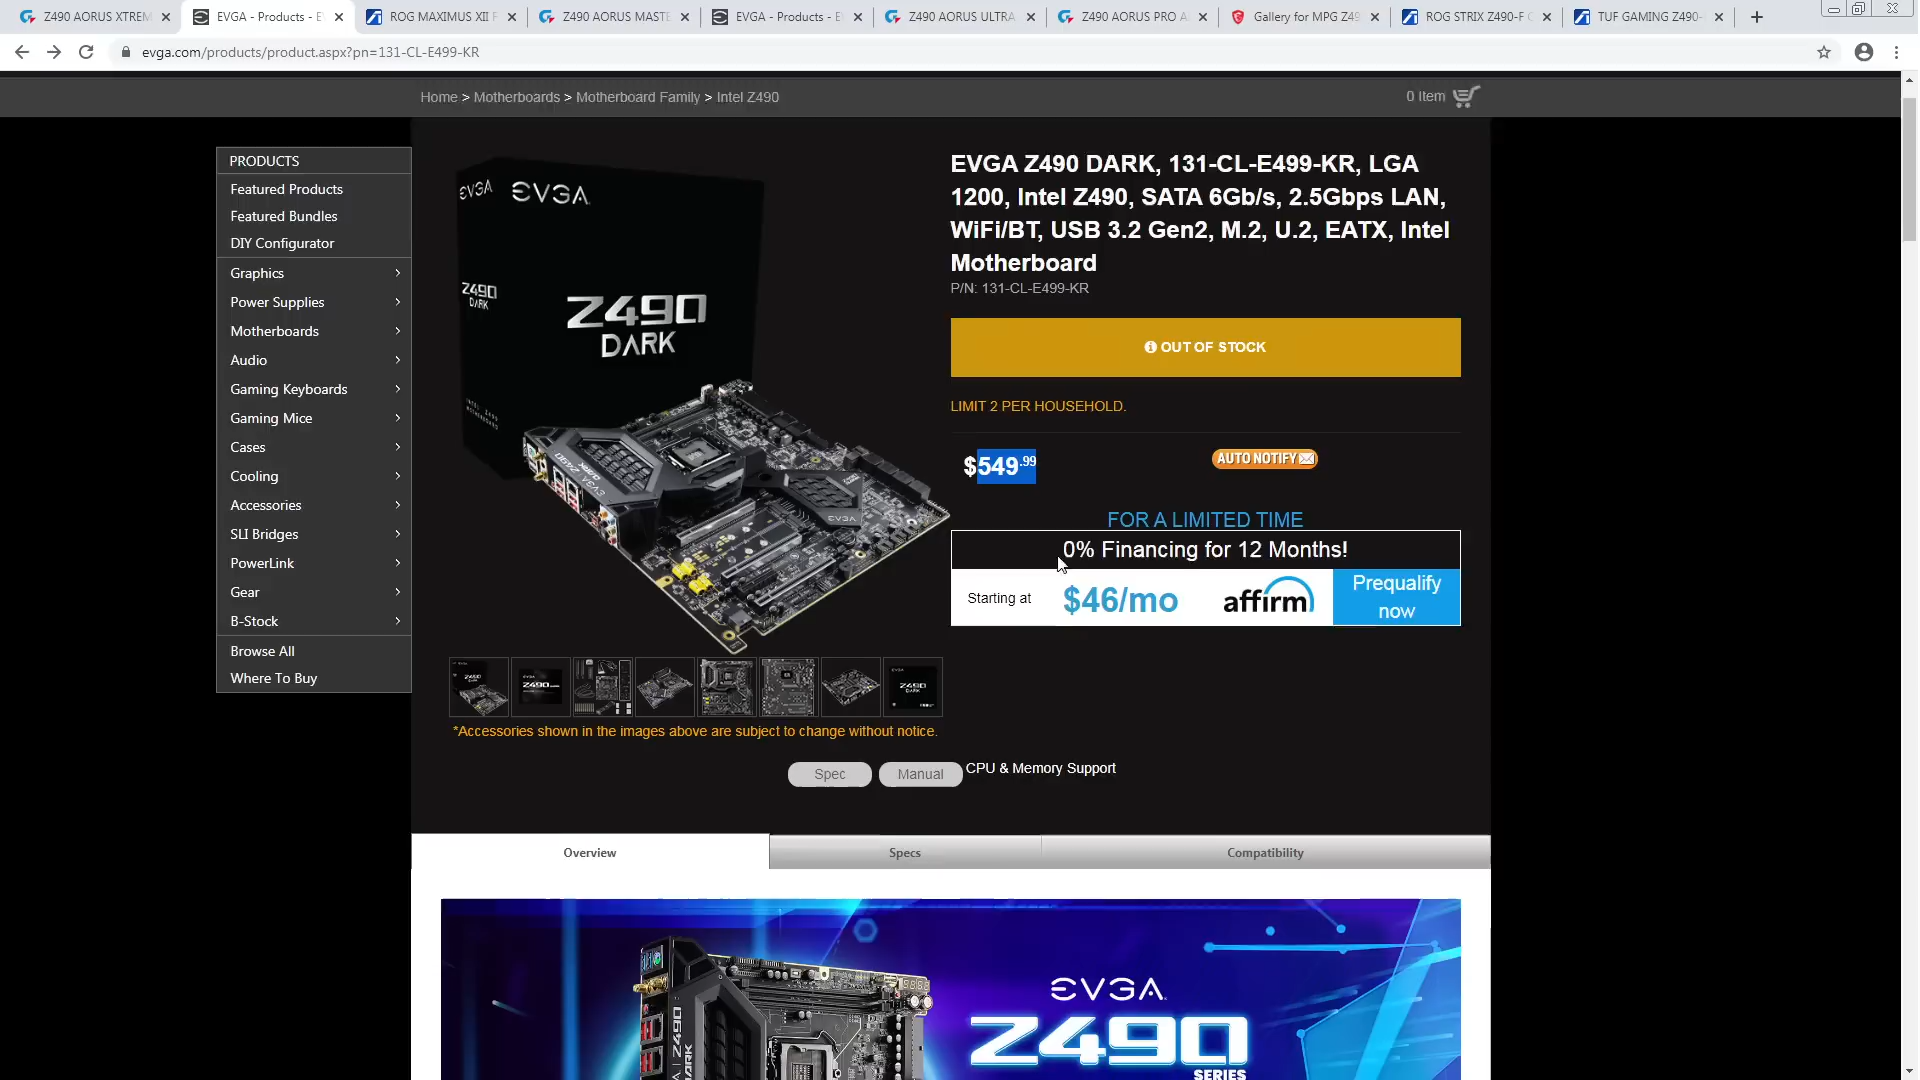 Z490 AORUS XTREM
EVGA - Products - E
ROG MAXIMUS XII F
Z490 AORUS MASTE
EVGA - Products - E
Z490 AORUS ULTRA
Z490 AORUS PRO A
Gallery for MPG Z49
ROG STRIX Z490-F G
TUF GAMING Z490-
evga.com/products/product.aspx?pn=131-CL-E499-KR
Home > Motherboards > Motherboard Family > Intel Z490
0 Item
PRODUCTS
Featured Products
Featured Bundles
DIY Configurator
Graphics
Power Supplies
Motherboards
Audio
Gaming Keyboards
Gaming Mice
Cases
Cooling
Accessories
SLI Bridges
PowerLink
Gear
B-Stock
Browse All
Where To Buy
EVGA
EVGA
Z490
DARK
Z490
DARK
EVGA Z490 DARK, 131-CL-E499-KR, LGA
1200, Intel Z490, SATA 6Gb/s, 2.5Gbps LAN,
WiFi/BT, USB 3.2 Gen2, M.2, U.2, EATX, Intel
Motherboard
P/N: 131-CL-E499-KR
OUT OF STOCK
LIMIT 2 PER HOUSEHOLD.
$549.99
AUTO NOTIFY
FOR A LIMITED TIME
0% Financing for 12 Months!
Starting at
$46/mo
affirm
Prequalify
now
*Accessories shown in the images above are subject to change without notice.
Spec
Manual
CPU & Memory Support
Overview
Specs
Compatibility
EVGA
Z490
SERIES